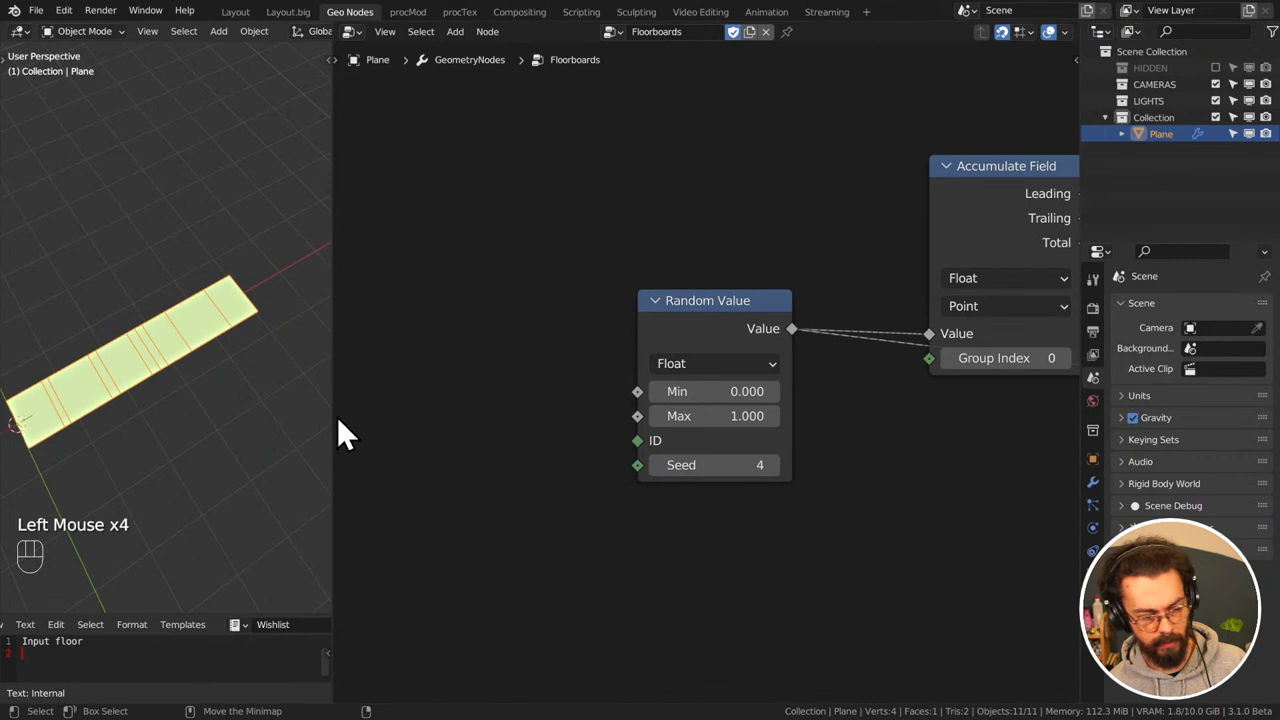 File Edit Render Window Help Layout Layout.big Geo Nodes procMod procTex Compositing Scripting Sculpting Video Editing Animation Streaming + Scene View Layer
Object Mode View Select Add Object Globa View Select Add Node Floorboards
User Perspective
(1) Collection | Plane
Plane > GeometryNodes > Floorboards
Scene Collection
HIDDEN
CAMERAS
LIGHTS
Collection
Plane
Accumulate Field
Leading
Trailing
Total
Float
Point
Value
Group Index 0
Random Value
Value
Float
Min 0.000
Max 1.000
ID
Seed 4
Scene
Scene
Camera
Background...
Active Clip
Units
Gravity
Keying Sets
Audio
Rigid Body World
Scene Debug
Left Mouse x4
Text Edit Select Format Templates Wishlist
1 Input floor
2
Text: Internal
Select Box Select Move the Minimap Collection | Plane | Verts:4 | Faces:1 | Tris:2 | Objects:11/11 | Memory: 112.3 MiB | VRAM: 1.8/10.0 GiB | 3.1.0 Beta